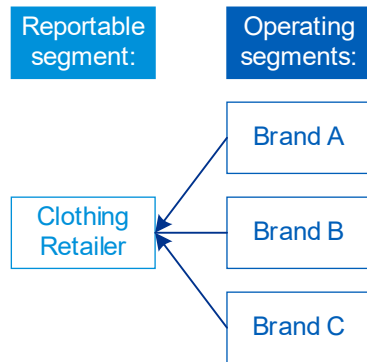 Reportable
segment:
Operating
segments:
Brand A
Clothing
Retailer
Brand B
Brand C